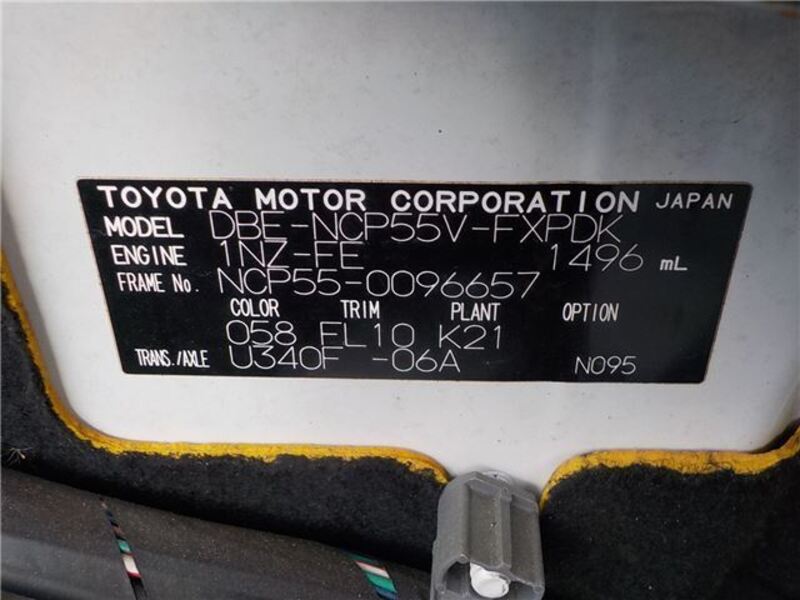 TOYOTA MOTOR CORPORATION JAPAN
MODEL DBE-NCP55V-FXPDK
ENGINE 1NZ-FE 1496 mL
FRAME No. NCP55-0096657
COLOR TRIM PLANT OPTION
058 FL10 K21
TRANS./AXLE U340F -06A N095